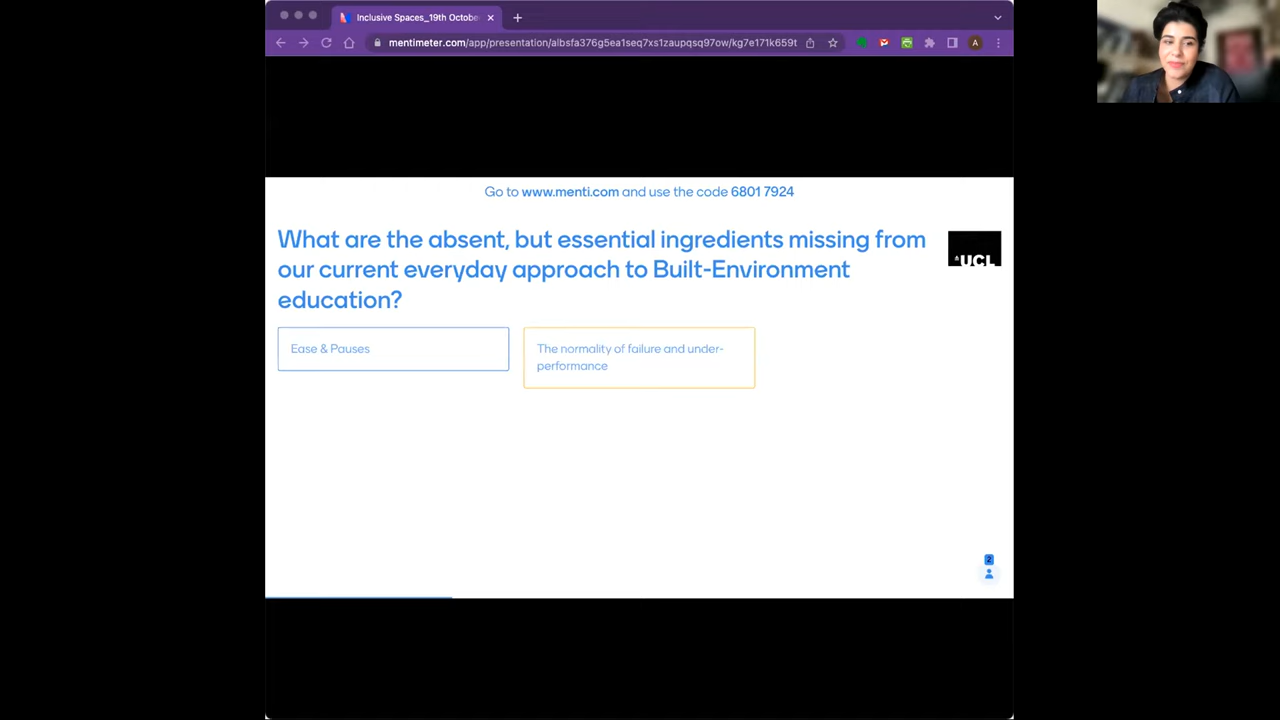 Inclusive Spaces_19th Octobe
mentimeter.com/app/presentation/albsfa376g5ea1seq7xs1zaupqsq97ow/kg7e171k659t
A
Go to www.menti.com and use the code 6801 7924
What are the absent, but essential ingredients missing from
our current everyday approach to Built-Environment
education?
UCL
Ease & Pauses
The normality of failure and under-
performance
2